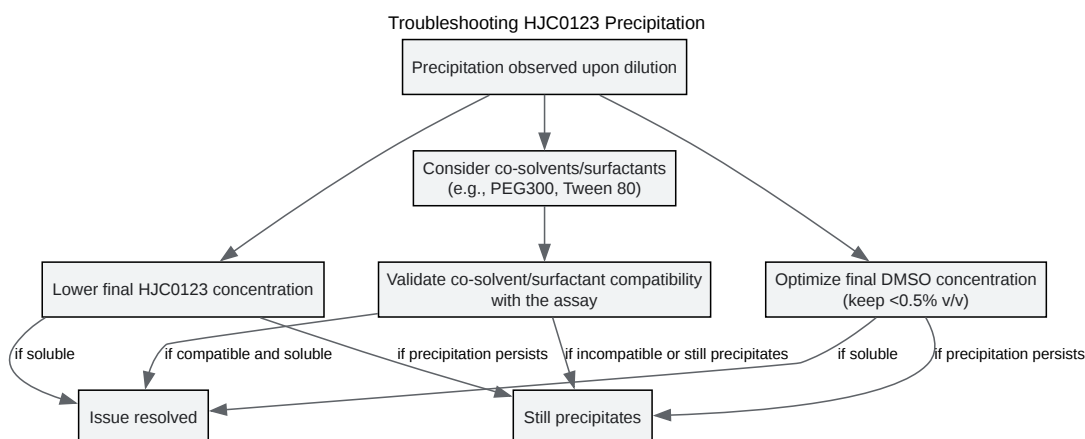 Troubleshooting HJC0123 Precipitation
Precipitation observed upon dilution
Consider co-solvents/surfactants
(e.g., PEG300, Tween 80)
Lower final HJC0123 concentration
Validate co-solvent/surfactant compatibility
with the assay
Optimize final DMSO concentration
(keep <0.5% v/v)
if soluble
if compatible and soluble
if precipitation persists
if incompatible or still precipitates
if soluble
if precipitation persists
Issue resolved
Still precipitates